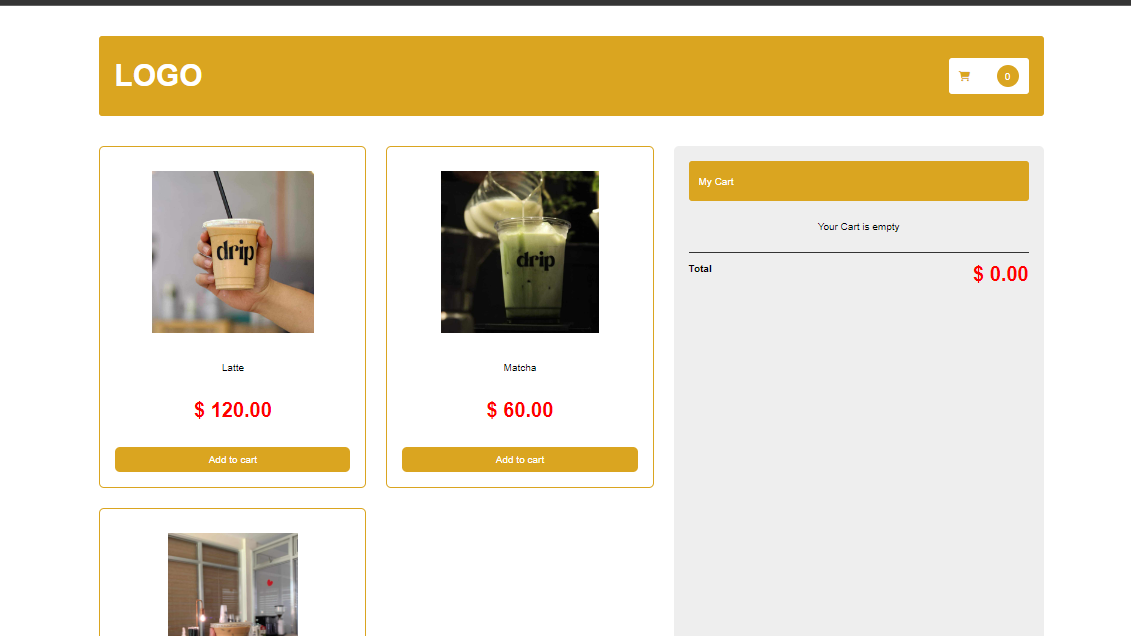 LOGO
0
drip
drip
Latte
Matcha
$ 120.00
$ 60.00
Add to cart
Add to cart
My Cart
Your Cart is empty
Total
$ 0.00